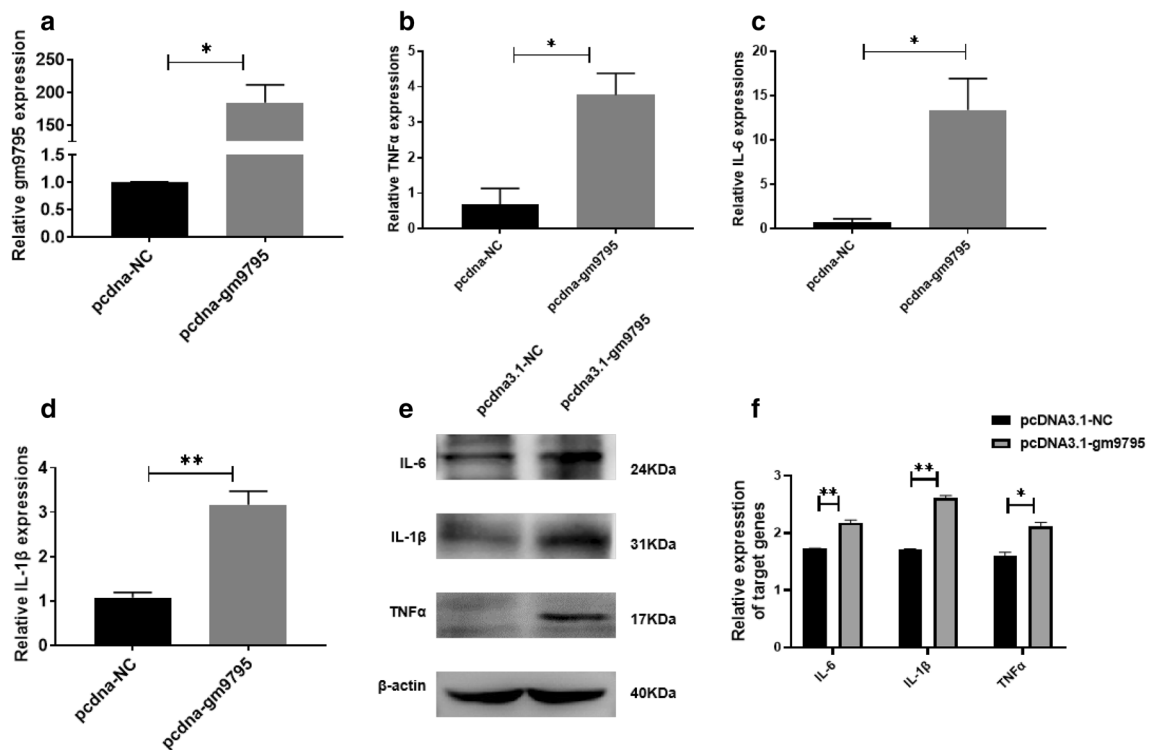 a
Relative gm9795 expression
250
200
150
1.5
1.0
0.5
0.0
*
pcdna-NC
pcdna-gm9795
b
Relative TNFα expressions
5
4
3
2
1
0
*
pcdna-NC
pcdna-gm9795
c
Relative IL-6 expressions
20
15
10
5
0
*
pcdna-NC
pcdna-gm9795
d
Relative IL-1β expressions
4
3
2
1
0
**
pcdna-NC
pcdna-gm9795
e
pcdna3.1-NC
pcdna3.1-gm9795
IL-6
24KDa
IL-1β
31KDa
TNFα
17KDa
β-actin
40KDa
f
pcDNA3.1-NC
pcDNA3.1-gm9795
Relative expresstion
of target genes
3
2
1
0
**
**
*
IL-6
IL-1β
TNFα